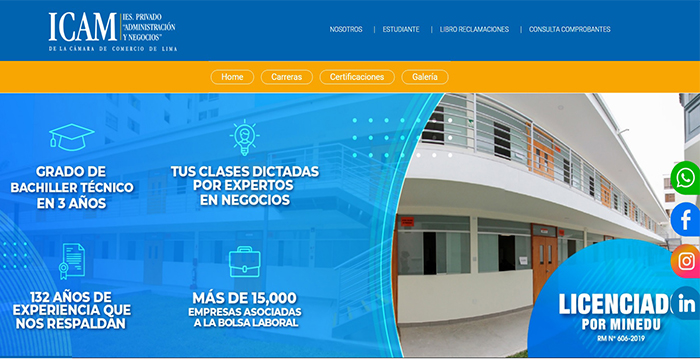 ICAM
IES. PRIVADO
"ADMINISTRACIÓN
Y NEGOCIOS"
DE LA CÁMARA DE COMERCIO DE LIMA
NOSOTROS | ESTUDIANTE | LIBRO RECLAMACIONES | CONSULTA COMPROBANTES
Home
Carreras
Certificaciones
Galería
GRADO DE
BACHILLER TÉCNICO
EN 3 AÑOS
TUS CLASES DICTADAS
POR EXPERTOS
EN NEGOCIOS
132 AÑOS DE
EXPERIENCIA QUE
NOS RESPALDAN
MÁS DE 15,000
EMPRESAS ASOCIADAS
A LA BOLSA LABORAL
LICENCIAD
POR MINEDU
RM Nº 606-2019